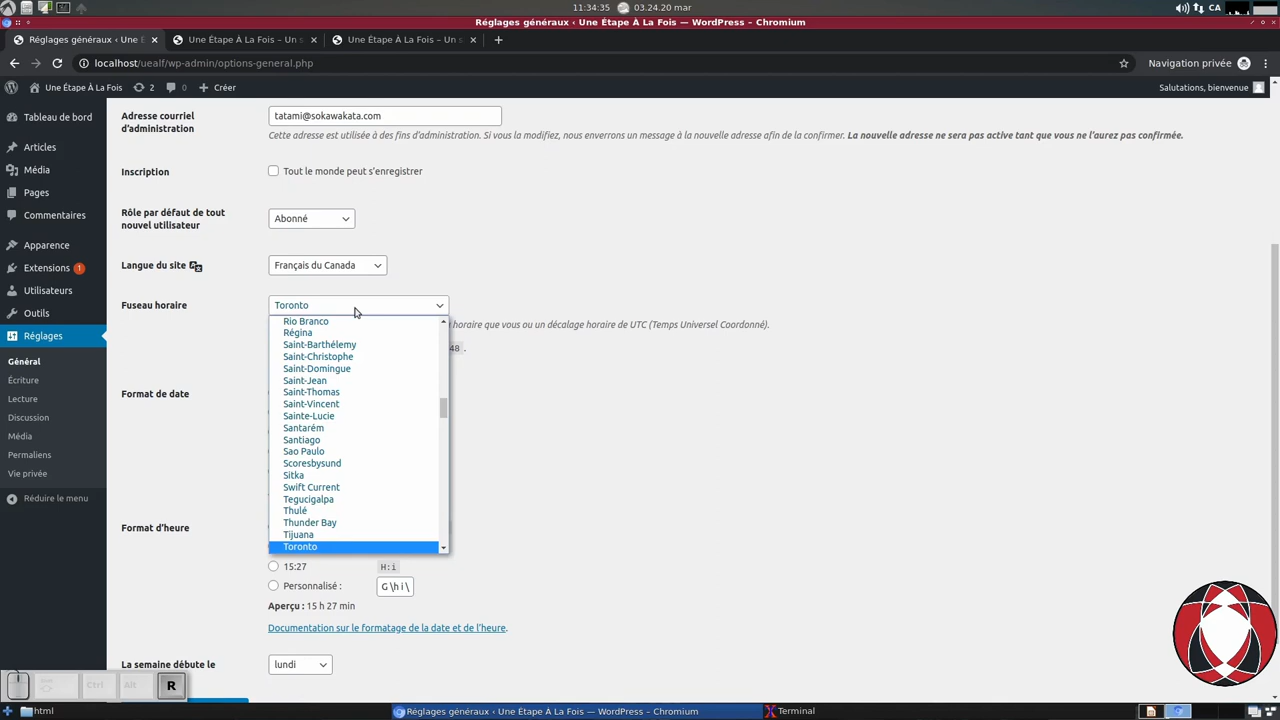 11:34:35
03.24.20 mar
CA
Réglages généraux ‹ Une Étape À La Fois — WordPress – Chromium
Réglages généraux ‹ Une É
Une Étape À La Fois – Un s
Une Étape À La Fois – Un s
localhost/uealf/wp-admin/options-general.php
Navigation privée
Une Étape À La Fois
2
0
Créer
Salutations, bienvenue
Tableau de bord
Articles
Média
Pages
Commentaires
Apparence
Extensions 1
Utilisateurs
Outils
Réglages
Général
Écriture
Lecture
Discussion
Média
Permaliens
Vie privée
Réduire le menu
Adresse courriel
d'administration
tatami@sokawakata.com
Cette adresse est utilisée à des fins d'administration. Si vous la modifiez, nous enverrons un message à la nouvelle adresse afin de la confirmer. La nouvelle adresse ne sera pas active tant que vous ne l'aurez pas confirmée.
Inscription
Tout le monde peut s'enregistrer
Rôle par défaut de tout
nouvel utilisateur
Abonné
Langue du site
Français du Canada
Fuseau horaire
Toronto
horaire que vous ou un décalage horaire de UTC (Temps Universel Coordonné).
48 .
Rio Branco
Régina
Saint-Barthélemy
Saint-Christophe
Saint-Domingue
Saint-Jean
Saint-Thomas
Saint-Vincent
Sainte-Lucie
Santarém
Santiago
Sao Paulo
Scoresbysund
Sitka
Swift Current
Tegucigalpa
Thulé
Thunder Bay
Tijuana
Toronto
Format de date
Format d'heure
15:27
H:i
Personnalisé :
G \h i \
Aperçu : 15 h 27 min
Documentation sur le formatage de la date et de l'heure.
La semaine débute le
lundi
Ctrl
Alt
R
html
Réglages généraux ‹ Une Étape À La Fois — WordPress – Chromium
Terminal